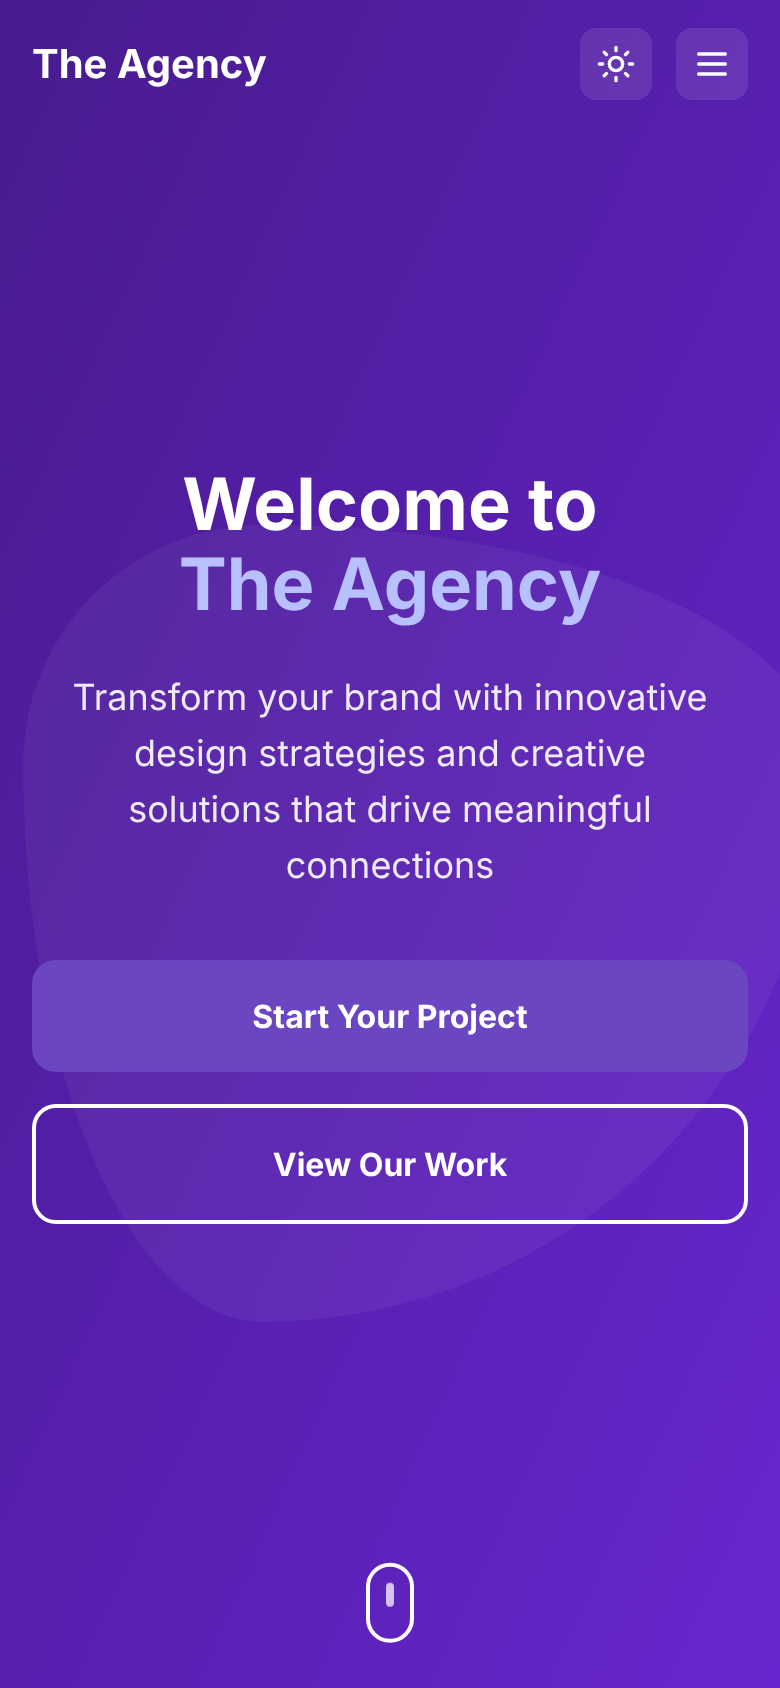 The Agency
Welcome to
The Agency
Transform your brand with innovative
design strategies and creative
solutions that drive meaningful
connections
Start Your Project
View Our Work